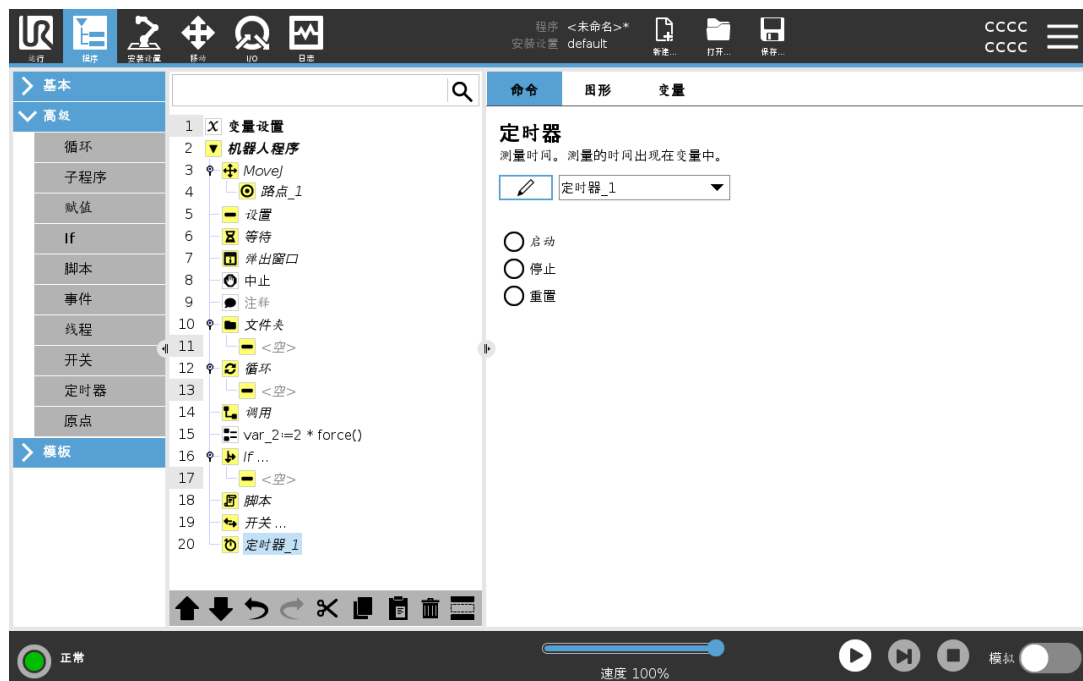 程序 <未命名>*
安装设置 default
CCCC
CCCC
运行 程序 安装设置 移动 I/O 日志 新建... 打开... 保存...
基本
高级
循环
子程序
赋值
If
脚本
事件
线程
开关
定时器
原点
模板
1 X 变量设置
2 机器人程序
3 MoveJ
4 路点_1
5 设置
6 等待
7 弹出窗口
8 中止
9 注释
10 文件夹
11 <空>
12 循环
13 <空>
14 调用
15 var_2≔2 * force()
16 If ...
17 <空>
18 脚本
19 开关 ...
20 定时器_1
命令 图形 变量
定时器
测量时间。测量的时间出现在变量中。
定时器_1
启动
停止
重置
正常
速度 100%
模拟